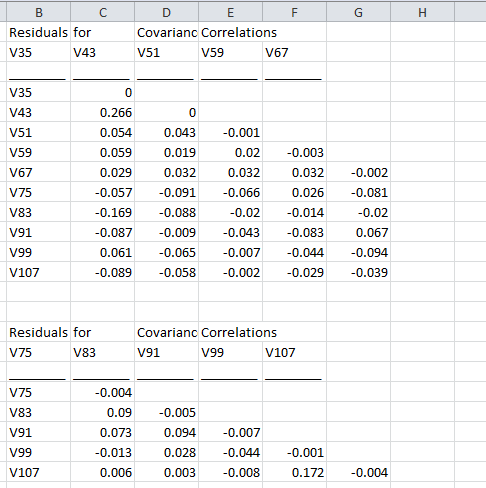 B C D E F G H
Residuals for Covarianc Correlations
V35 V43 V51 V59 V67
V35 0
V43 0.266 0
V51 0.054 0.043 -0.001
V59 0.059 0.019 0.02 -0.003
V67 0.029 0.032 0.032 0.032 -0.002
V75 -0.057 -0.091 -0.066 0.026 -0.081
V83 -0.169 -0.088 -0.02 -0.014 -0.02
V91 -0.087 -0.009 -0.043 -0.083 0.067
V99 0.061 -0.065 -0.007 -0.044 -0.094
V107 -0.089 -0.058 -0.002 -0.029 -0.039
Residuals for Covarianc Correlations
V75 V83 V91 V99 V107
V75 -0.004
V83 0.09 -0.005
V91 0.073 0.094 -0.007
V99 -0.013 0.028 -0.044 -0.001
V107 0.006 0.003 -0.008 0.172 -0.004